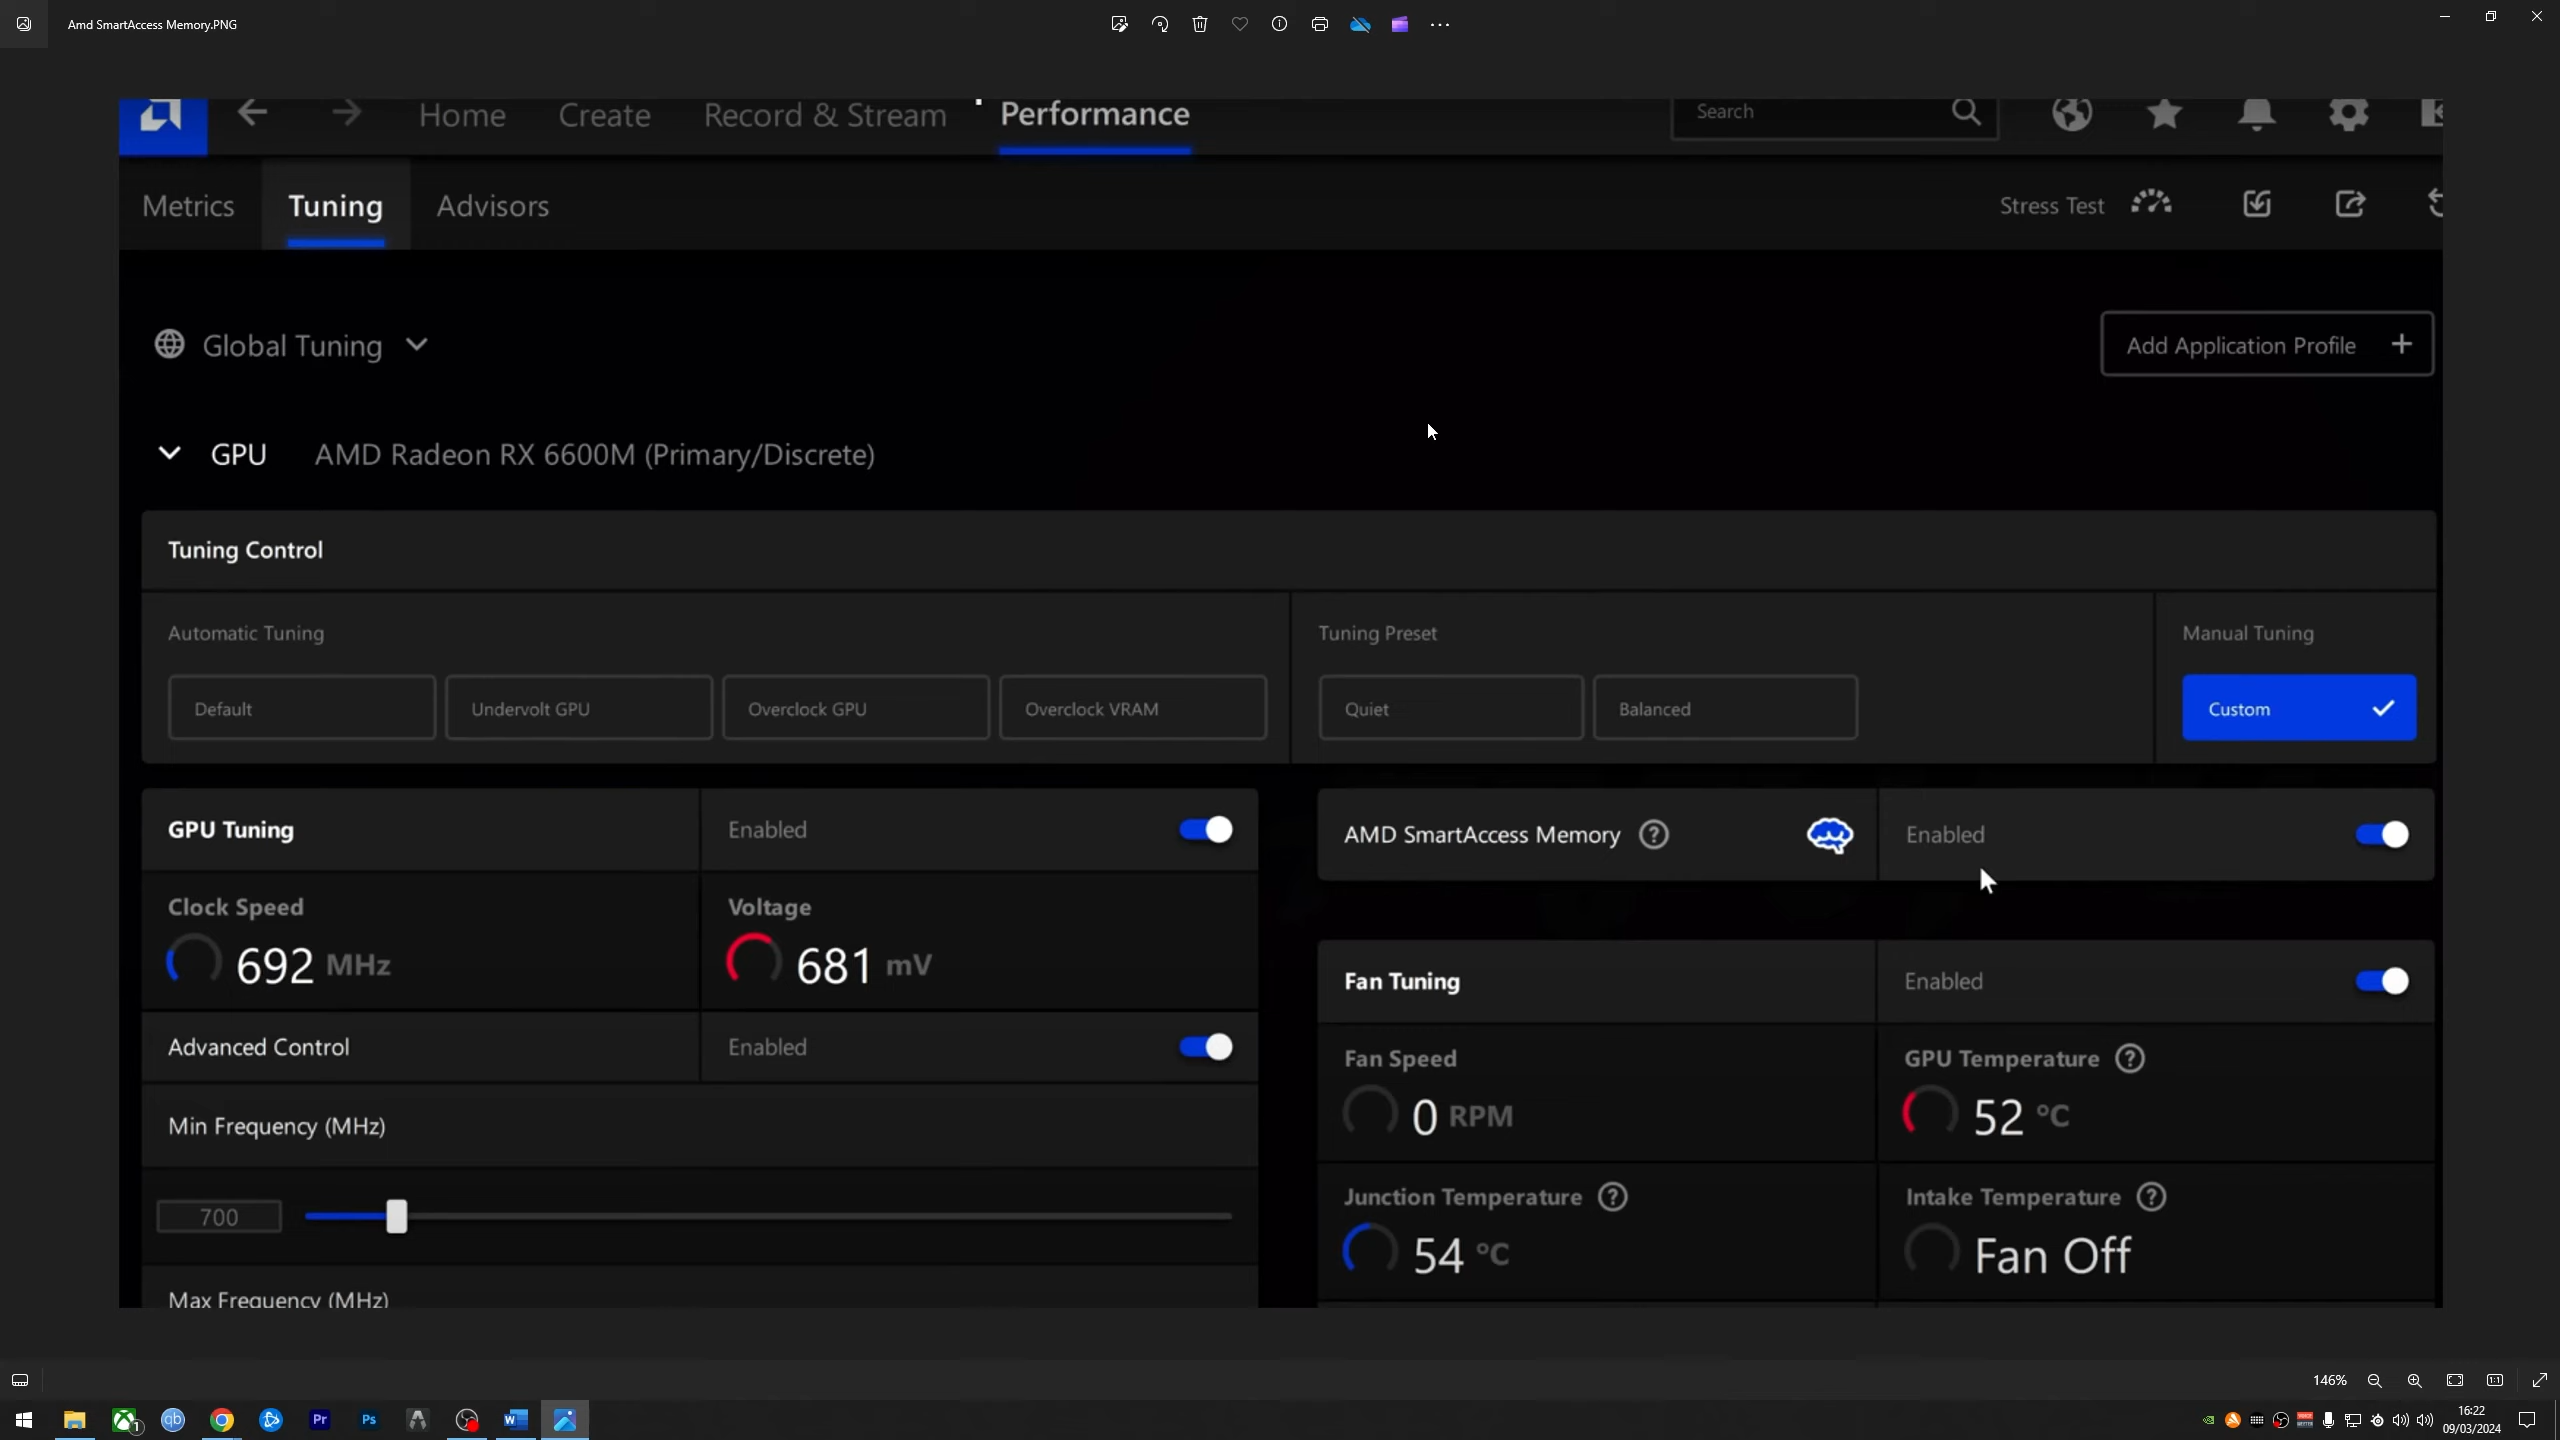 Amd SmartAccess Memory.PNG
Home Create Record & Stream Performance Search
Metrics Tuning Advisors Stress Test
Global Tuning Add Application Profile +
GPU AMD Radeon RX 6600M (Primary/Discrete)
Tuning Control
Automatic Tuning Tuning Preset Manual Tuning
Default Undervolt GPU Overclock GPU Overclock VRAM Quiet Balanced Custom
GPU Tuning Enabled
AMD SmartAccess Memory ? Enabled
Clock Speed Voltage
692 MHz 681 mV
Fan Tuning Enabled
Advanced Control Enabled
Fan Speed GPU Temperature ?
0 RPM 52 °C
Min Frequency (MHz)
Junction Temperature ? Intake Temperature ?
700
54 °C Fan Off
Max Frequency (MHz)
146%
1 qb Pr Ps W
16:22
09/03/2024